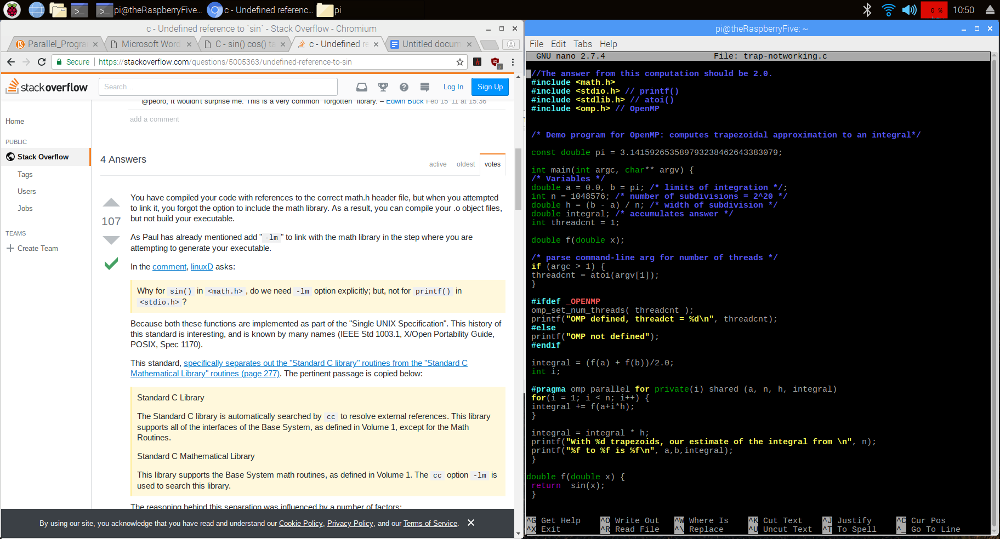 pi@theRaspberryFive...
c - Undefined referenc...
pi
0 %
10:50
c - Undefined reference to `sin` - Stack Overflow - Chromium
Parallel_Progra
Microsoft Word
C - sin() cos() ta
c - Undefined re
Untitled docum
Secure
https://stackoverflow.com/questions/5005363/undefined-reference-to-sin
stackoverflow
Search...
Log In
Sign Up
@peoro, it wouldn't surprise me. This is a very common "forgotten" library. – Edwin Buck Feb 15 '11 at 15:36
add a comment
Home
PUBLIC
Stack Overflow
Tags
Users
Jobs
TEAMS
Create Team
4 Answers
active
oldest
votes
107
You have compiled your code with references to the correct math.h header file, but when you attempted
to link it, you forgot the option to include the math library. As a result, you can compile your .o object files,
but not build your executable.
As Paul has already mentioned add "-lm" to link with the math library in the step where you are
attempting to generate your executable.
In the comment, linuxD asks:
Why for sin() in <math.h>, do we need -lm option explicitly; but, not for printf() in
<stdio.h>?
Because both these functions are implemented as part of the "Single UNIX Specification". This history of
this standard is interesting, and is known by many names (IEEE Std 1003.1, X/Open Portability Guide,
POSIX, Spec 1170).
This standard, specifically separates out the "Standard C library" routines from the "Standard C
Mathematical Library" routines (page 277). The pertinent passage is copied below:
Standard C Library
The Standard C library is automatically searched by cc to resolve external references. This library
supports all of the interfaces of the Base System, as defined in Volume 1, except for the Math
Routines.
Standard C Mathematical Library
This library supports the Base System math routines, as defined in Volume 1. The cc option -lm is
used to search this library.
The reasoning behind this separation was influenced by a number of factors:
By using our site, you acknowledge that you have read and understand our Cookie Policy, Privacy Policy, and our Terms of Service.
pi@theRaspberryFive: ~
File Edit Tabs Help
GNU nano 2.7.4 File: trap-notworking.c
//The answer from this computation should be 2.0.
#include <math.h>
#include <stdio.h> // printf()
#include <stdlib.h> // atoi()
#include <omp.h> // OpenMP
/* Demo program for OpenMP: computes trapezoidal approximation to an integral*/
const double pi = 3.141592653589793238462643383079;
int main(int argc, char** argv) {
/* Variables */
double a = 0.0, b = pi; /* limits of integration */;
int n = 1048576; /* number of subdivisions = 2^20 */
double h = (b - a) / n; /* width of subdivision */
double integral; /* accumulates answer */
int threadcnt = 1;
double f(double x);
/* parse command-line arg for number of threads */
if (argc > 1) {
threadcnt = atoi(argv[1]);
}
#ifdef _OPENMP
omp_set_num_threads( threadcnt );
printf("OMP defined, threadct = %d\n", threadcnt);
#else
printf("OMP not defined");
#endif
integral = (f(a) + f(b))/2.0;
int i;
#pragma omp parallel for private(i) shared (a, n, h, integral)
for(i = 1; i < n; i++) {
integral += f(a+i*h);
}
integral = integral * h;
printf("With %d trapezoids, our estimate of the integral from \n", n);
printf("%f to %f is %f\n", a,b,integral);
}
double f(double x) {
return  sin(x);
}
^G Get Help ^O Write Out ^W Where Is ^K Cut Text ^J Justify ^C Cur Pos
^X Exit ^R Read File ^\ Replace ^U Uncut Text ^T To Spell ^_ Go To Line